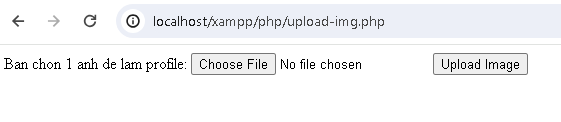 localhost/xampp/php/upload-img.php
Ban chon 1 anh de lam profile: Choose File No file chosen Upload Image